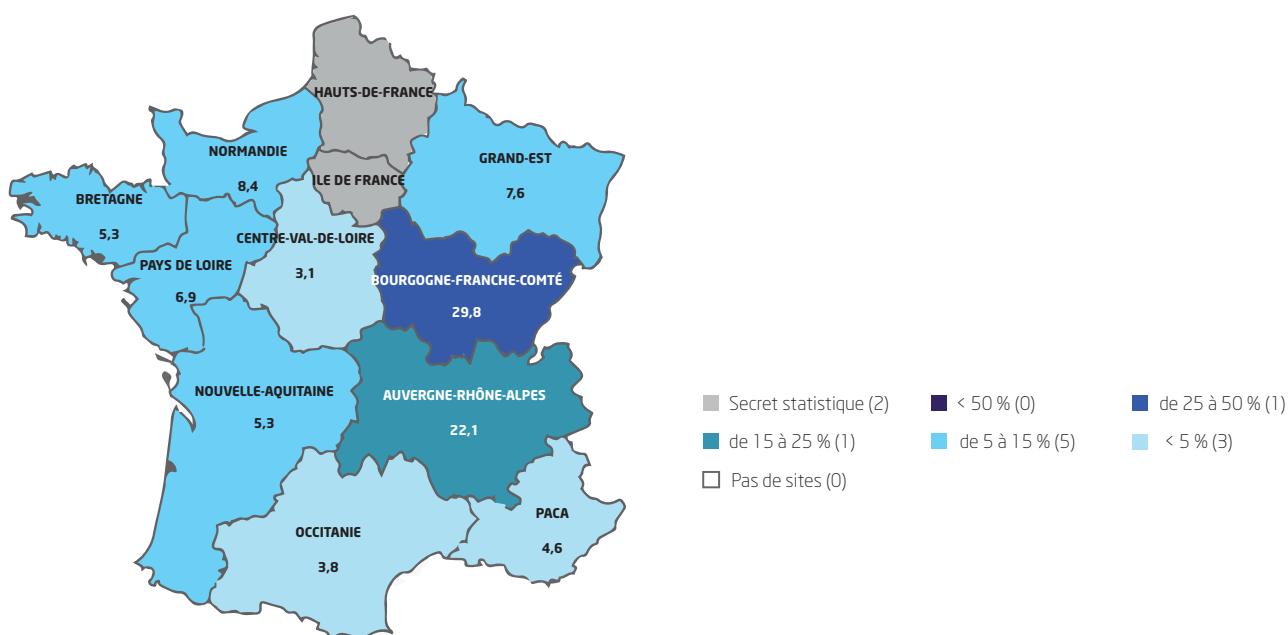 HAUTS-DE-FRANCE
NORMANDIE
8,4
ILE DE FRANCE
GRAND-EST
7,6
BRETAGNE
5,3
PAYS DE LOIRE
6,9
CENTRE-VAL-DE-LOIRE
3,1
BOURGOGNE-FRANCHE-COMTÉ
29,8
NOUVELLE-AQUITAINE
5,3
AUVERGNE-RHÔNE-ALPES
22,1
OCCITANIE
3,8
PACA
4,6
Secret statistique (2)
< 50 % (0)
de 25 à 50 % (1)
de 15 à 25 % (1)
de 5 à 15 % (5)
< 5 % (3)
Pas de sites (0)